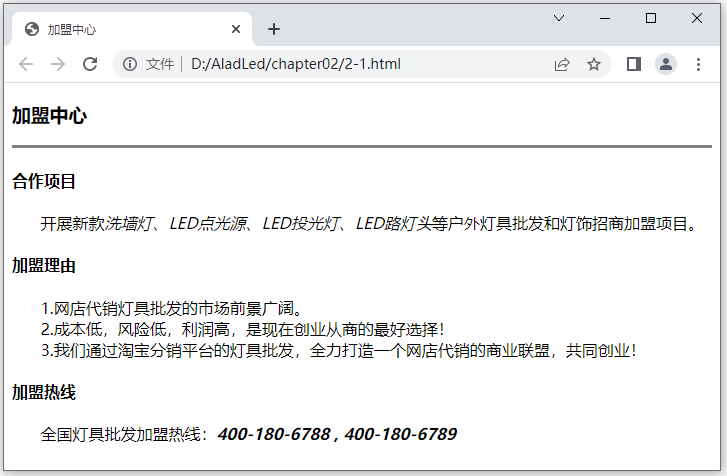 加盟中心
文件 D:/AladLed/chapter02/2-1.html
加盟中心
合作项目
开展新款洗墙灯、LED点光源、LED投光灯、LED路灯头等户外灯具批发和灯饰招商加盟项目。
加盟理由
1.网店代销灯具批发的市场前景广阔。
2.成本低，风险低，利润高，是现在创业从商的最好选择！
3.我们通过淘宝分销平台的灯具批发，全力打造一个网店代销的商业联盟，共同创业！
加盟热线
全国灯具批发加盟热线：400-180-6788 , 400-180-6789